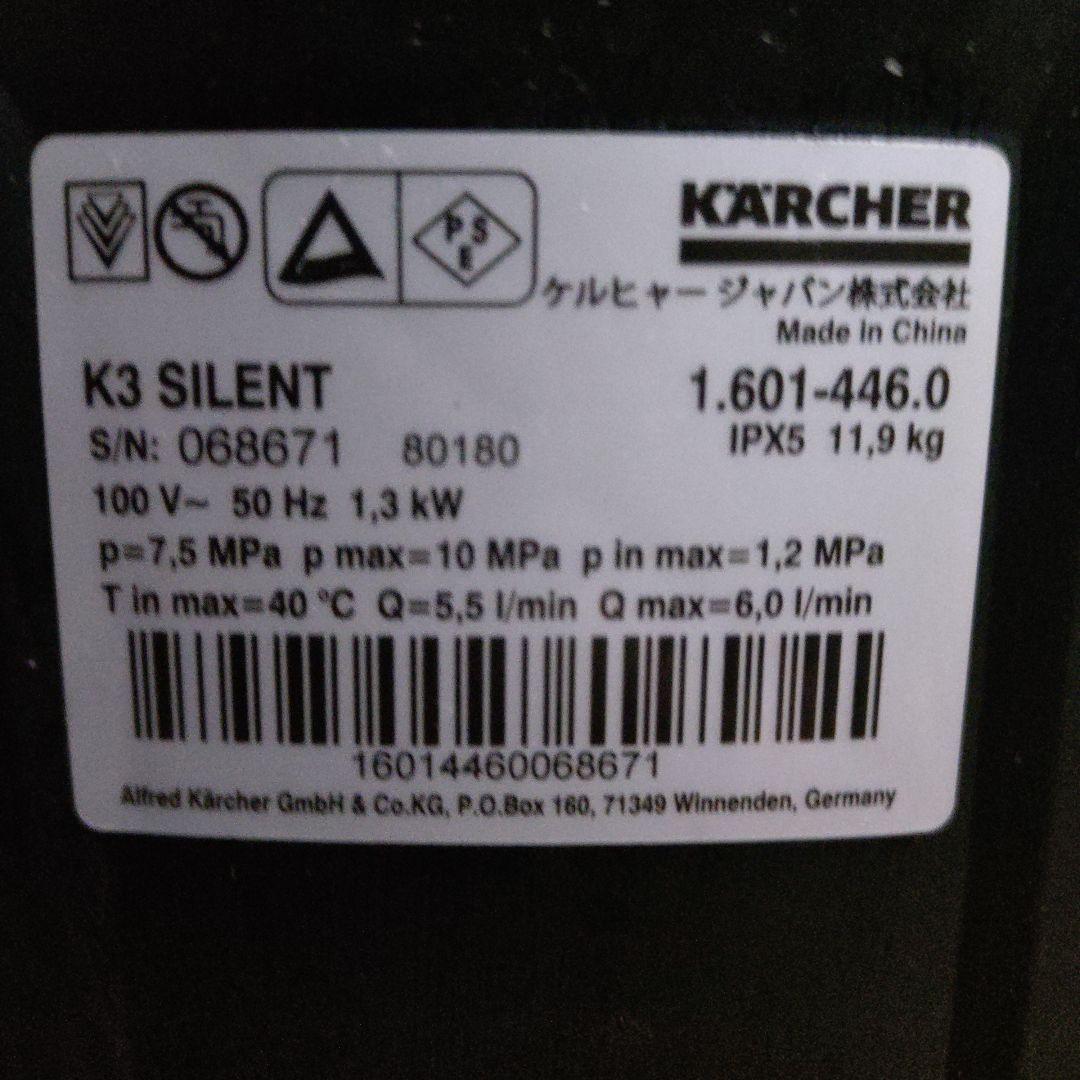 PSE
KÄRCHER
ケルヒャー ジャパン株式会社
Made in China
K3 SILENT 1.601-446.0
S/N: 068671 80180 IPX5 11,9 kg
100 V~ 50 Hz 1,3 kW
p=7,5 MPa p max=10 MPa p in max=1,2 MPa
T in max=40 °C Q=5,5 l/min Q max=6,0 l/min
16014460068671
Alfred Kärcher GmbH & Co.KG, P.O.Box 160, 71349 Winnenden, Germany